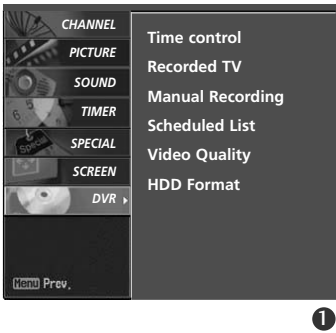 CHANNEL
PICTURE
SOUND
TIMER
SPECIAL
SCREEN
DVR
Menu Prev.
Time control
Recorded TV
Manual Recording
Scheduled List
Video Quality
HDD Format
1